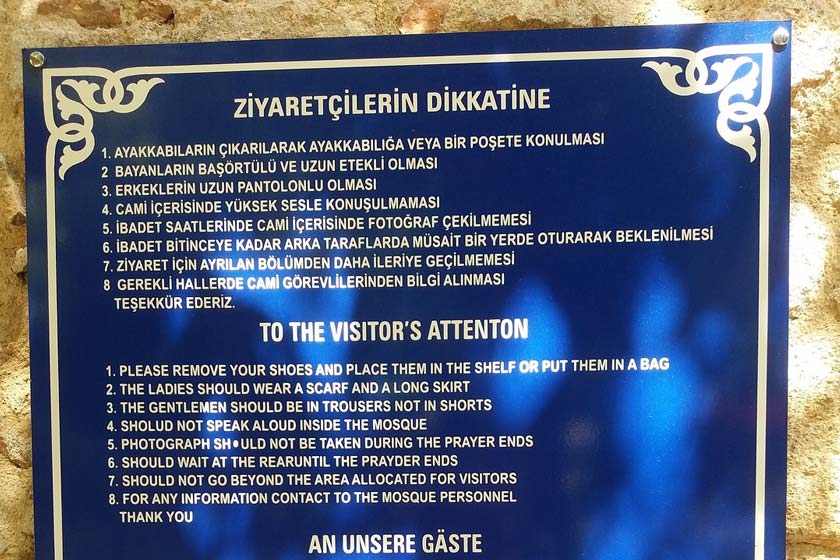 ZİYARETÇİLERİN DİKKATİNE
1. AYAKKABILARIN ÇIKARILARAK AYAKKABILIĞA VEYA BİR POŞETE KONULMASI
2 BAYANLARIN BAŞÖRTÜLÜ VE UZUN ETEKLİ OLMASI
3. ERKEKLERİN UZUN PANTOLONLU OLMASI
4. CAMİ İÇERİSİNDE YÜKSEK SESLE KONUŞULMAMASI
5. İBADET SAATLERİNDE CAMİ İÇERİSİNDE FOTOĞRAF ÇEKİLMEMESİ
6. İBADET BİTİNCEYE KADAR ARKA TARAFLARDA MÜSAİT BİR YERDE OTURARAK BEKLENİLMESİ
7. ZİYARET İÇİN AYRILAN BÖLÜMDEN DAHA İLERİYE GEÇİLMEMESİ
8 GEREKLİ HALLERDE CAMİ GÖREVLİLERİNDEN BİLGİ ALINMASI
TEŞEKKÜR EDERİZ.
TO THE VISITOR'S ATTENTON
1. PLEASE REMOVE YOUR SHOES AND PLACE THEM IN THE SHELF OR PUT THEM IN A BAG
2. THE LADIES SHOULD WEAR A SCARF AND A LONG SKIRT
3. THE GENTLEMEN SHOULD BE IN TROUSERS NOT IN SHORTS
4. SHOLUD NOT SPEAK ALOUD INSIDE THE MOSQUE
5. PHOTOGRAPH SH●ULD NOT BE TAKEN DURING THE PRAYER ENDS
6. SHOULD WAIT AT THE REARUNTIL THE PRAYDER ENDS
7. SHOULD NOT GO BEYOND THE AREA ALLOCATED FOR VISITORS
8. FOR ANY INFORMATION CONTACT TO THE MOSQUE PERSONNEL
THANK YOU
AN UNSERE GÄSTE